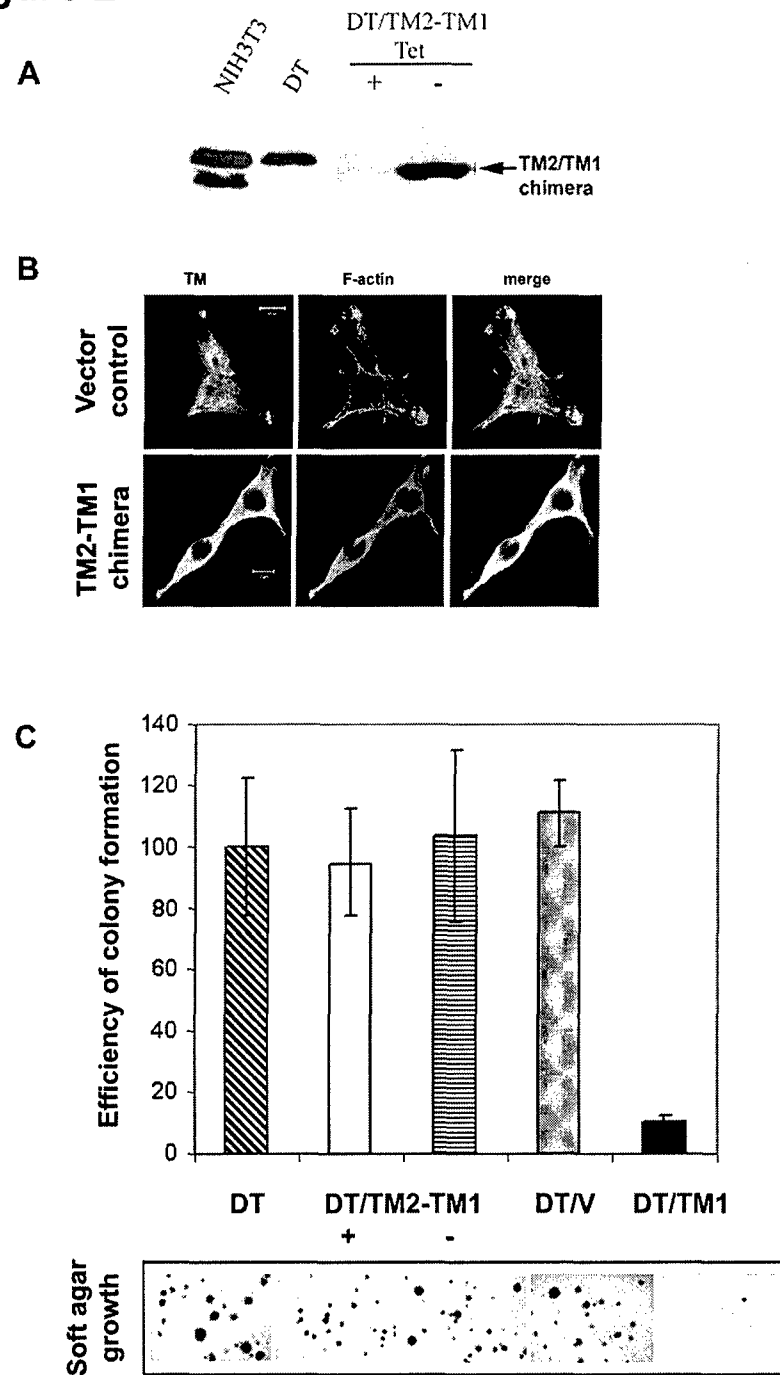 DT/TM2-TM1
Tet
A
NIH3T3
DT
+ -
TM2/TM1
chimera
B
TM F-actin merge
Vector
control
TM2-TM1
chimera
C
Efficiency of colony formation
140
120
100
80
60
40
20
0
DT DT/TM2-TM1 DT/V DT/TM1
+ -
Soft agar
growth